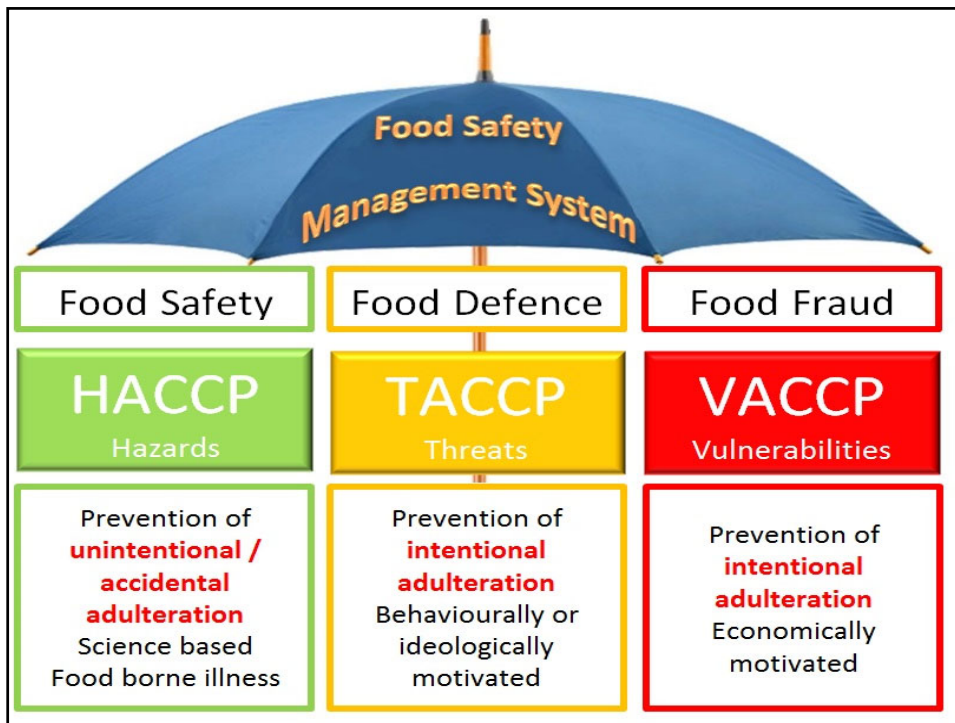 Food Safety
Management System
Food Safety
Food Defence
Food Fraud
HACCP
Hazards
TACCP
Threats
VACCP
Vulnerabilities
Prevention of
unintentional /
accidental
adulteration
Science based
Food borne illness
Prevention of
intentional
adulteration
Behaviourally or
ideologically
motivated
Prevention of
intentional
adulteration
Economically
motivated